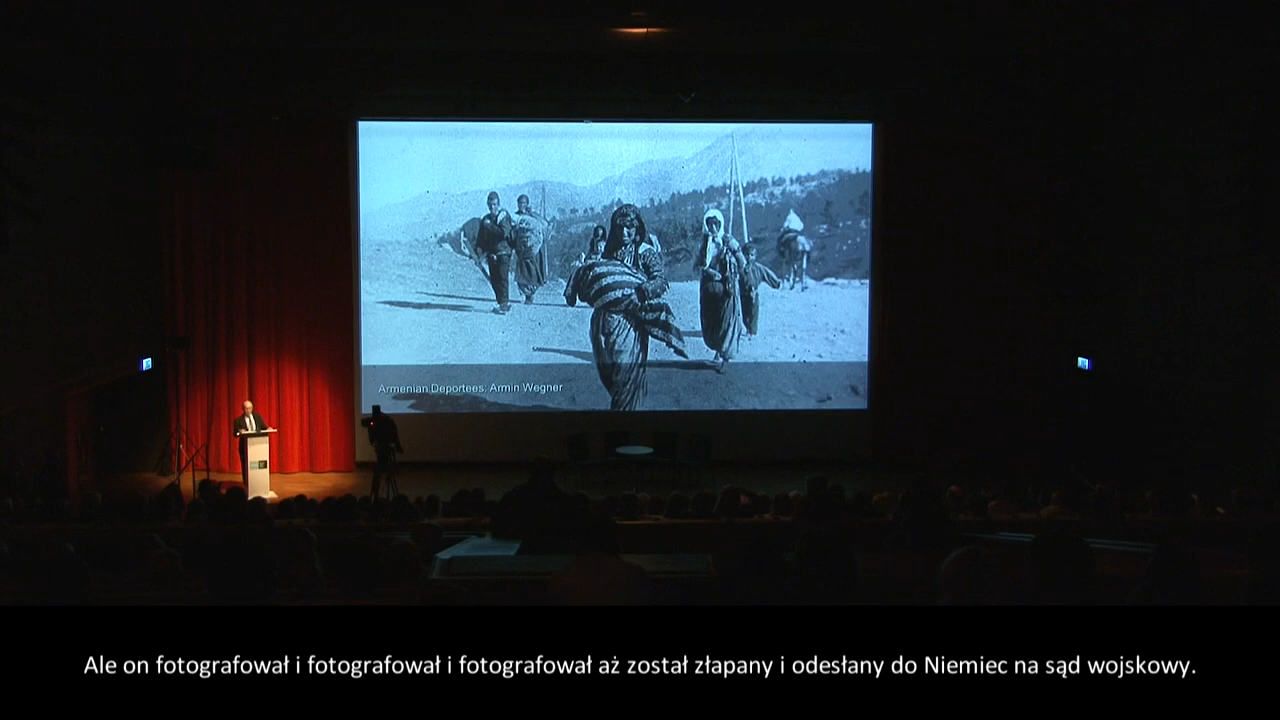 Armenian Deportees; Armin Wegner
Ale on fotografował i fotografował i fotografował aż został złapany i odesłany do Niemiec na sąd wojskowy.